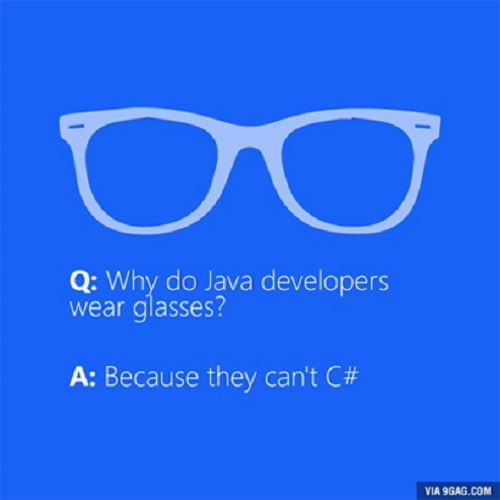 Q: Why do Java developers
wear glasses?
A: Because they can't C#
VIA 9GAG.COM